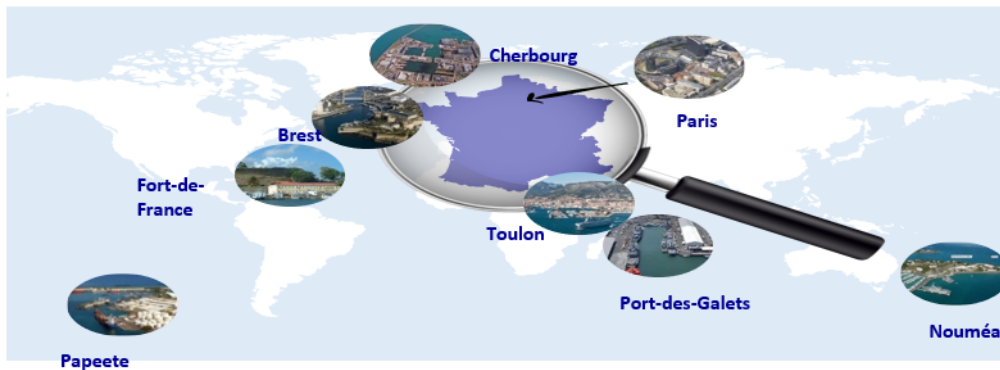 Cherbourg
Paris
Brest
Fort-de-
France
Toulon
Port-des-Galets
Nouméa
Papeete